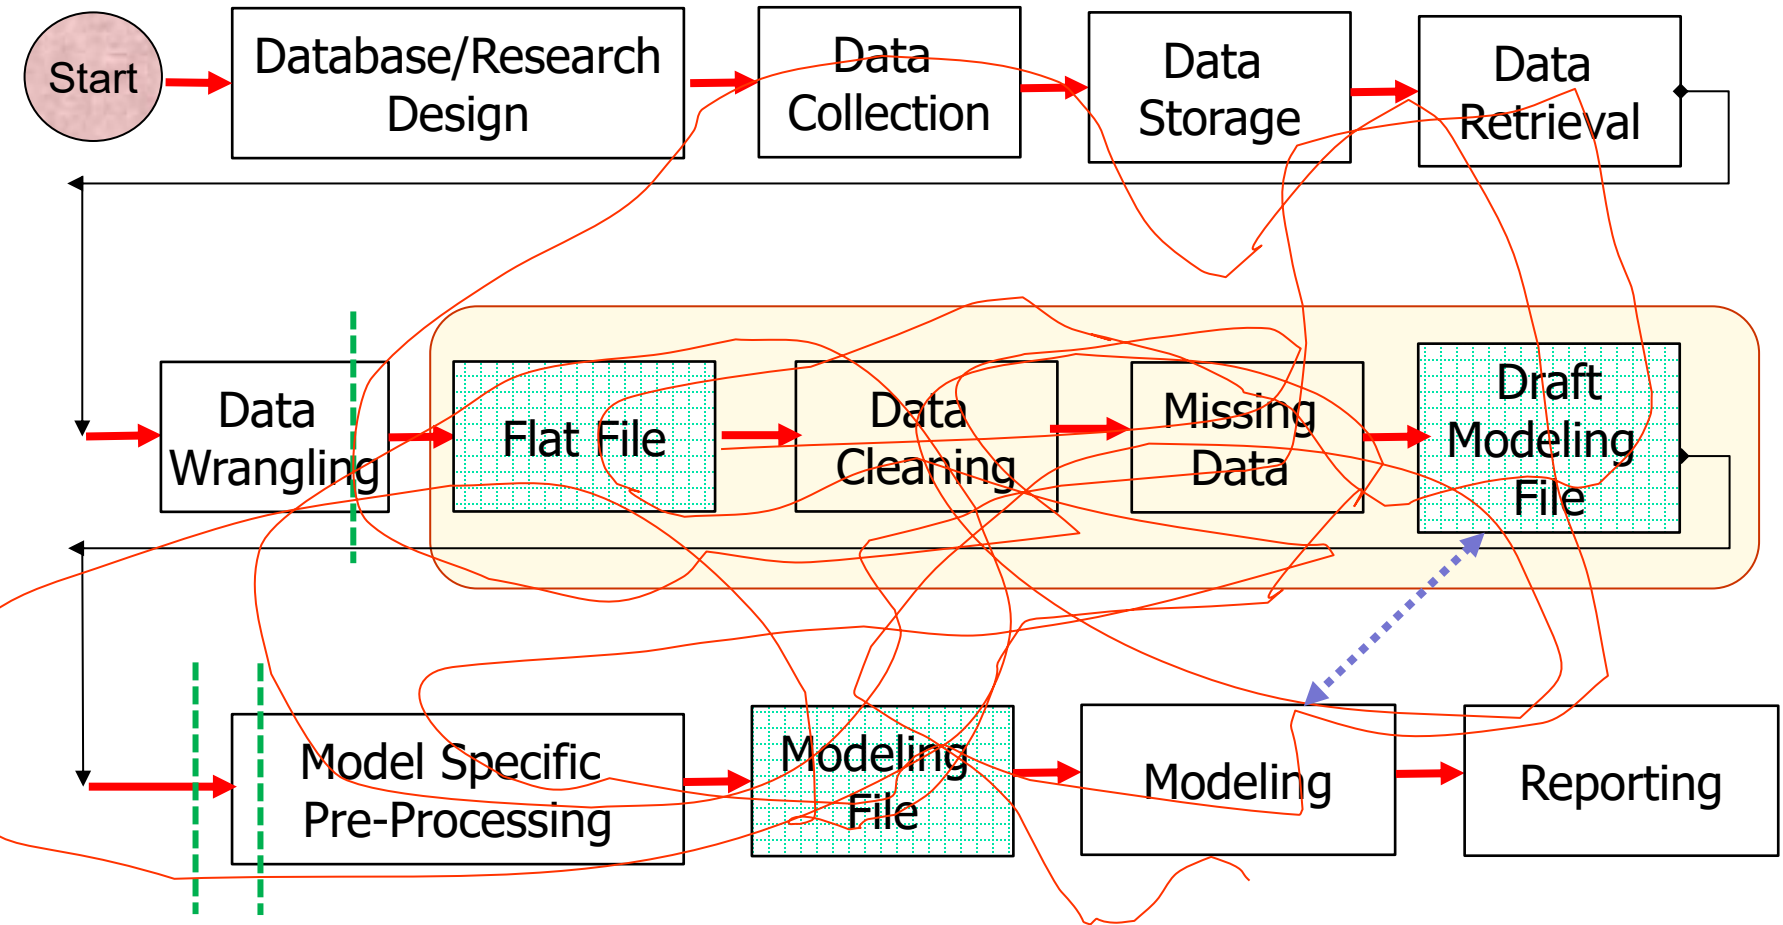 Start
Database/Research
Design
Data
Collection
Data
Storage
Data
Retrieval
Data
Wrangling
Flat File
Data
Cleaning
Missing
Data
Draft
Modeling
File
Model Specific
Pre-Processing
Modeling
File
Modeling
Reporting